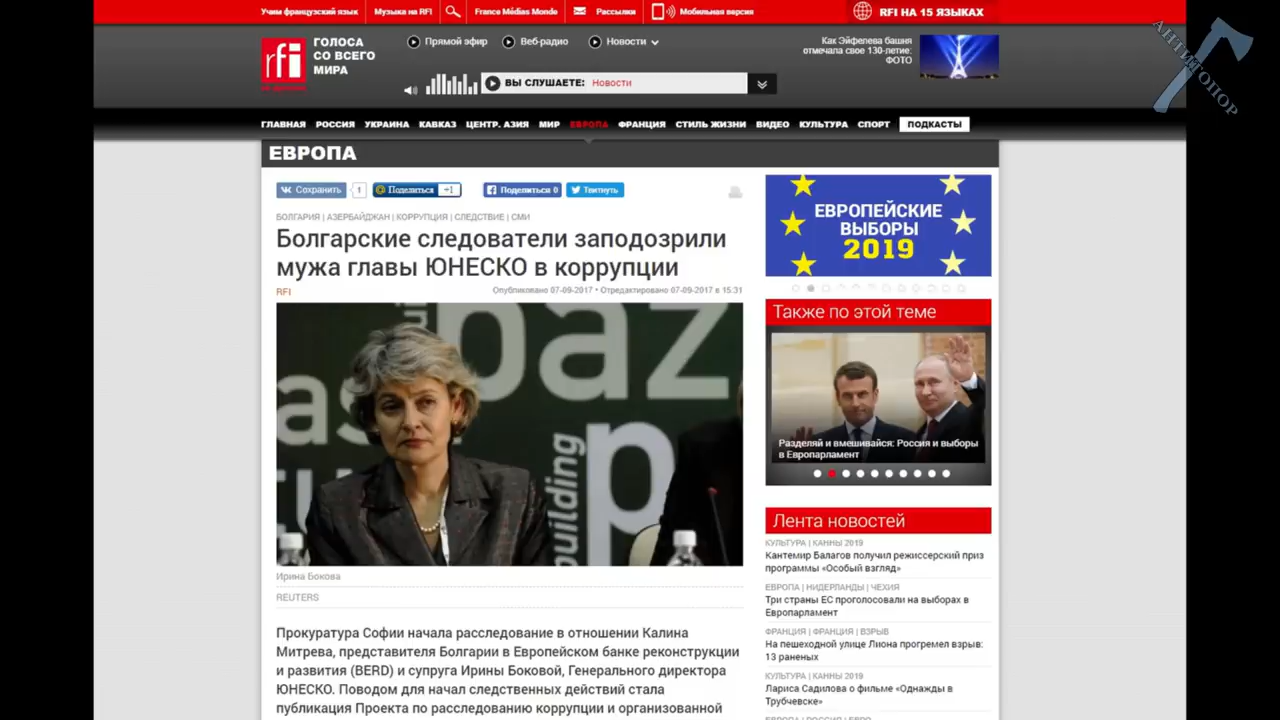 Учим французский язык
Музыка на RFI
France Médias Monde
Рассылки
Мобильная версия
RFI НА 15 ЯЗЫКАХ
rfi
ГОЛОСА
СО ВСЕГО
МИРА
Прямой эфир
Веб-радио
Новости
Как Эйфелева башня
отмечала свое 130-летие:
ФОТО
АНТИТОПОР
ВЫ СЛУШАЕТЕ: Новости
ГЛАВНАЯ РОССИЯ УКРАИНА КАВКАЗ ЦЕНТР. АЗИЯ МИР ЕВРОПА ФРАНЦИЯ СТИЛЬ ЖИЗНИ ВИДЕО КУЛЬТУРА СПОРТ ПОДКАСТЫ
ЕВРОПА
Сохранить 1
Поделиться +1
Поделиться 0
Твитнуть
БОЛГАРИЯ | АЗЕРБАЙДЖАН | КОРРУПЦИЯ | СЛЕДСТВИЕ | СМИ
Болгарские следователи заподозрили
мужа главы ЮНЕСКО в коррупции
RFI
Опубликовано 07-09-2017 • Отредактировано 07-09-2017 в 15:31
paz
as
building
p
tu
Ирина Бокова
REUTERS
Прокуратура Софии начала расследование в отношении Калина
Митрева, представителя Болгарии в Европейском банке реконструкции
и развития (BERD) и супруга Ирины Боковой, Генерального директора
ЮНЕСКО. Поводом для начал следственных действий стала
публикация Проекта по расследованию коррупции и организованной
ЕВРОПЕЙСКИЕ
ВЫБОРЫ
2019
Также по этой теме
Разделяй и вмешивайся: Россия и выборы
в Европарламент
Лента новостей
КУЛЬТУРА | КАННЫ 2019
Кантемир Балагов получил режиссерский приз
программы «Особый взгляд»
ЕВРОПА | НИДЕРЛАНДЫ | ЧЕХИЯ
Три страны ЕС проголосовали на выборах в
Европарламент
ФРАНЦИЯ | ФРАНЦИЯ | ВЗРЫВ
На пешеходной улице Лиона прогремел взрыв:
13 раненых
КУЛЬТУРА | КАННЫ 2019
Лариса Садилова о фильме «Однажды в
Трубчевске»
ЕВРОПА | РОССИЯ | ЕВРО